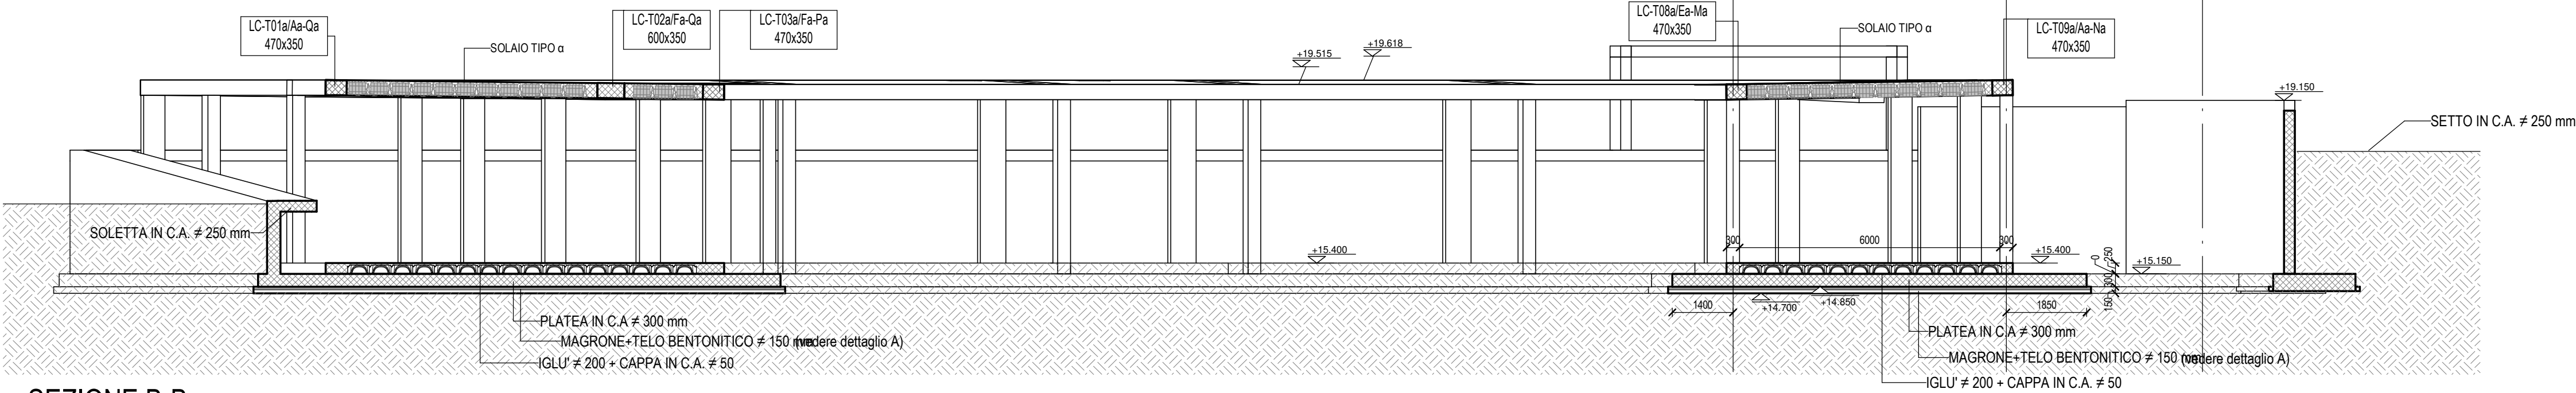 LC-T01a/Aa-Qa
470x350
LC-T02a/Fa-Qa
600x350
LC-T03a/Fa-Pa
470x350
LC-T08a/Ea-Ma
470x350
LC-T09a/Aa-Na
470x350
SOLAIO TIPO α
SOLAIO TIPO α
+19.515
+19.618
+19.150
SETTO IN C.A. ≠ 250 mm
SOLETTA IN C.A. ≠ 250 mm
300
6000
300
+15.400
+15.400
+15.150
250
0
300
150
1400
+14.700
+14.850
1850
PLATEA IN C.A ≠ 300 mm
MAGRONE+TELO BENTONITICO ≠ 150 mm (vedere dettaglio A)
IGLU' ≠ 200 + CAPPA IN C.A. ≠ 50
PLATEA IN C.A ≠ 300 mm
MAGRONE+TELO BENTONITICO ≠ 150 mm (vedere dettaglio A)
IGLU' ≠ 200 + CAPPA IN C.A. ≠ 50
SEZIONE B-B